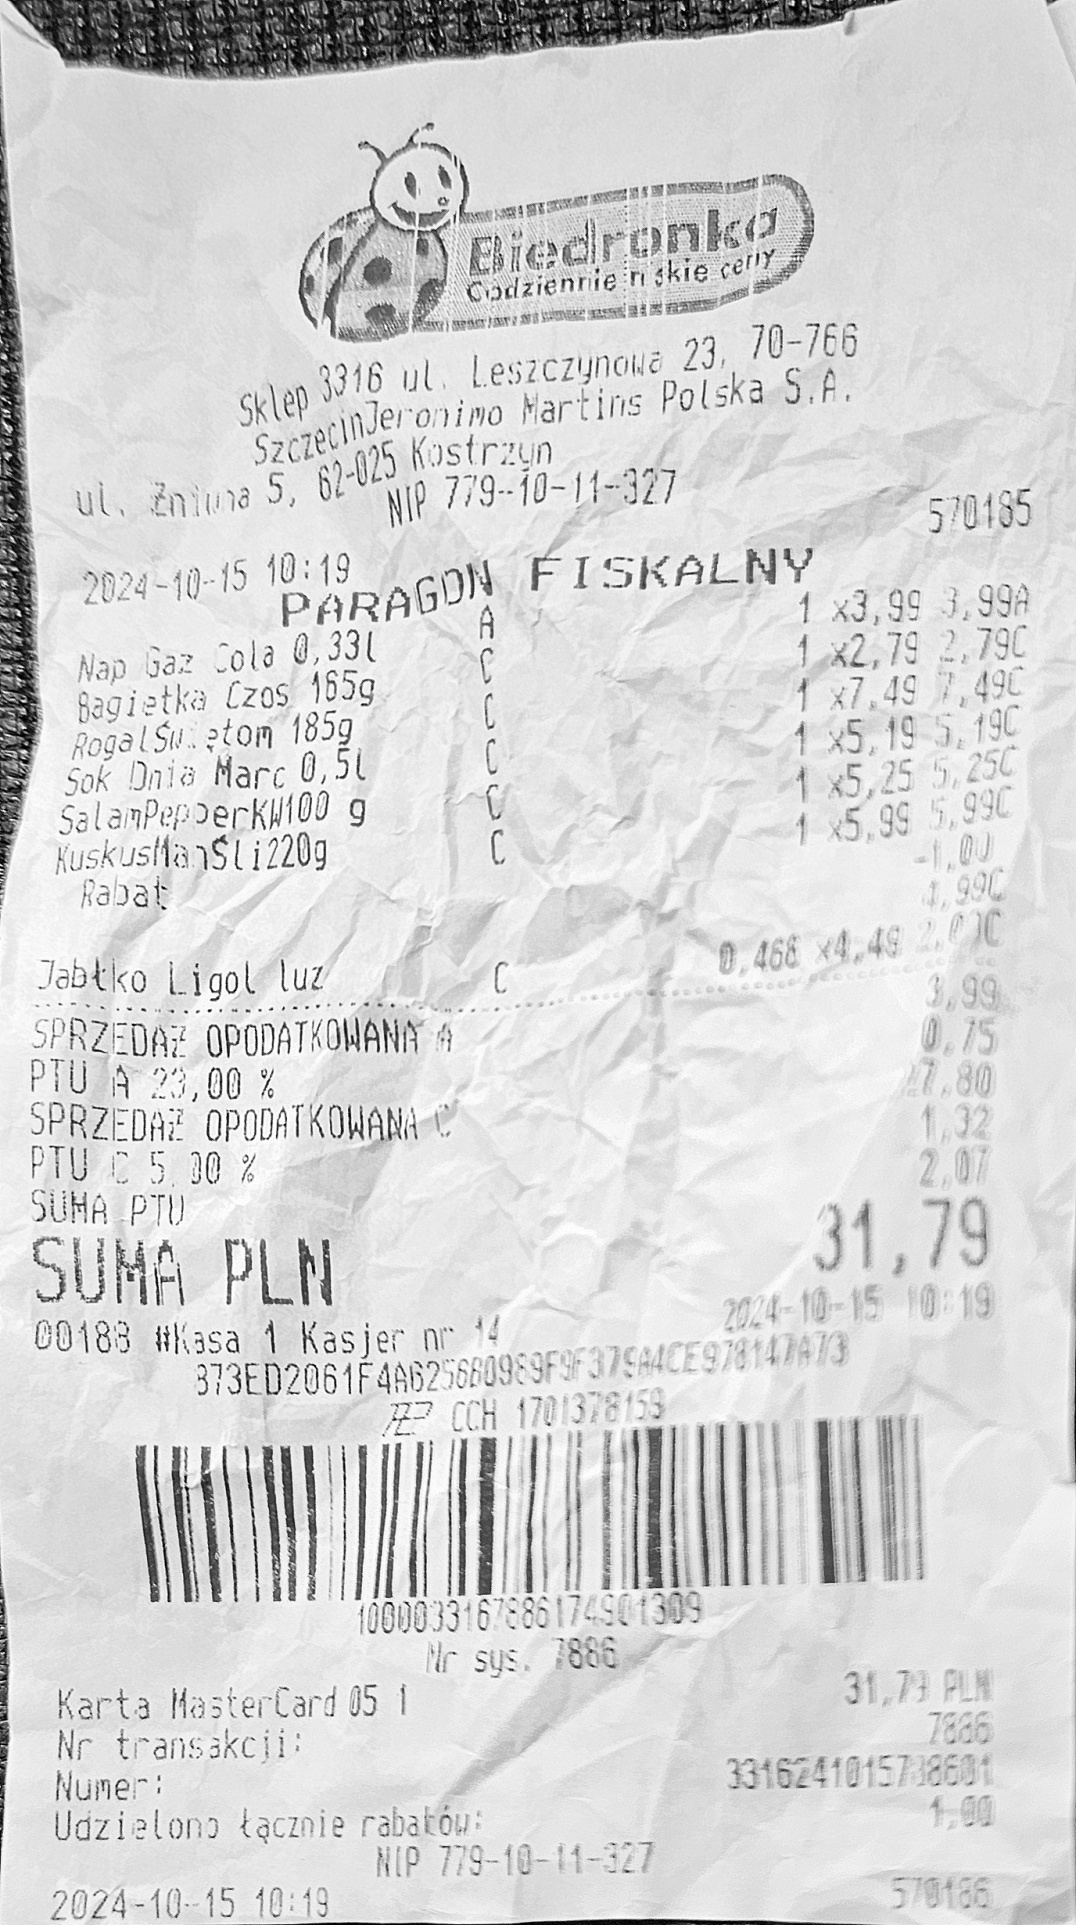 Biedronka
Codziennie niskie ceny
Sklep 3316 ul. Leszczynowa 23, 70-766
SzczecinJeronimo Martins Polska S.A.
ul. Żniwna 5, 62-025 Kostrzyn
NIP 779-10-11-327
570185
2024-10-15 10:19
PARAGON FISKALNY
Nap Gaz Cola 0,33l A 1 x3,99 3,99A
Bagietka Czos 165g C 1 x2,79 2,79C
RogalŚwiętom 185g C 1 x7,49 7,49C
Sok Dnia Marc 0,5l C 1 x5,19 5,19C
SalamPepperKW100 g C 1 x5,25 5,25C
KuskusManŚli220g C 1 x5,99 5,99C
Rabat -1,00
4,99C
Jabłko Ligol luz C 0,468 x4,49 2,09C
SPRZEDAŻ OPODATKOWANA A 3,99
PTU A 23,00 % 0,75
SPRZEDAŻ OPODATKOWANA C 27,80
PTU C 5,00 % 1,32
SUMA PTU 2,07
SUMA PLN 31,79
00188 #Kasa 1 Kasjer nr 14 2024-10-15 10:19
CCH 1701378159
Nr sys. 7886
Karta MasterCard 05 1 31,79 PLN
Nr transakcji: 7886
Numer: 3316241015788601
Udzielono łącznie rabatów: 1,00
NIP 779-10-11-327
2024-10-15 10:19 570186